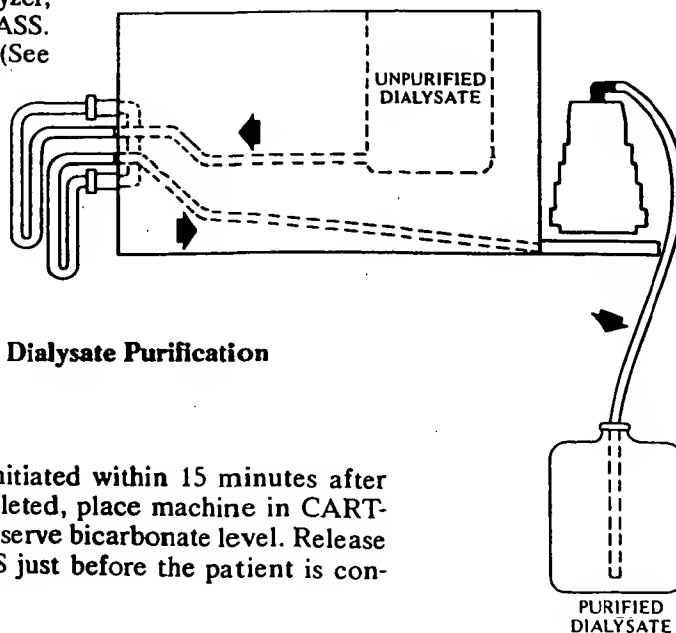 yzer,
ASS.
(See
UNPURIFIED
DIALYSATE
Dialysate Purification
nitiated within 15 minutes after
leted, place machine in CART-
serve bicarbonate level. Release
S just before the patient is con-
PURIFIED
DIALYSATE